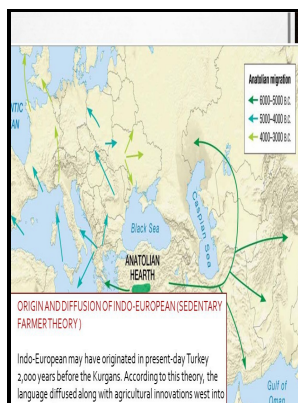 Anatolian migration
6000–5000 B.C.
5000–4000 B.C.
4000–3000 B.C.
TIC
AN
Black Sea
Caspian Sea
ANATOLIAN
HEARTH
ORIGIN AND DIFFUSION OF INDO-EUROPEAN (SEDENTARY
FARMER THEORY )
Indo-European may have originated in present-day Turkey
2,000 years before the Kurgans. According to this theory, the
language diffused along with agricultural innovations west into
Gulf of
Oman